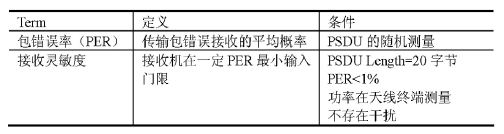 Term 定义 条件
包错误率（PER） 传输包错误接收的平均概率 PSDU 的随机测量
接收灵敏度 接收机在一定 PER 最小输入门限 PSDU Length=20 字节
PER<1%
功率在天线终端测量
不存在干扰